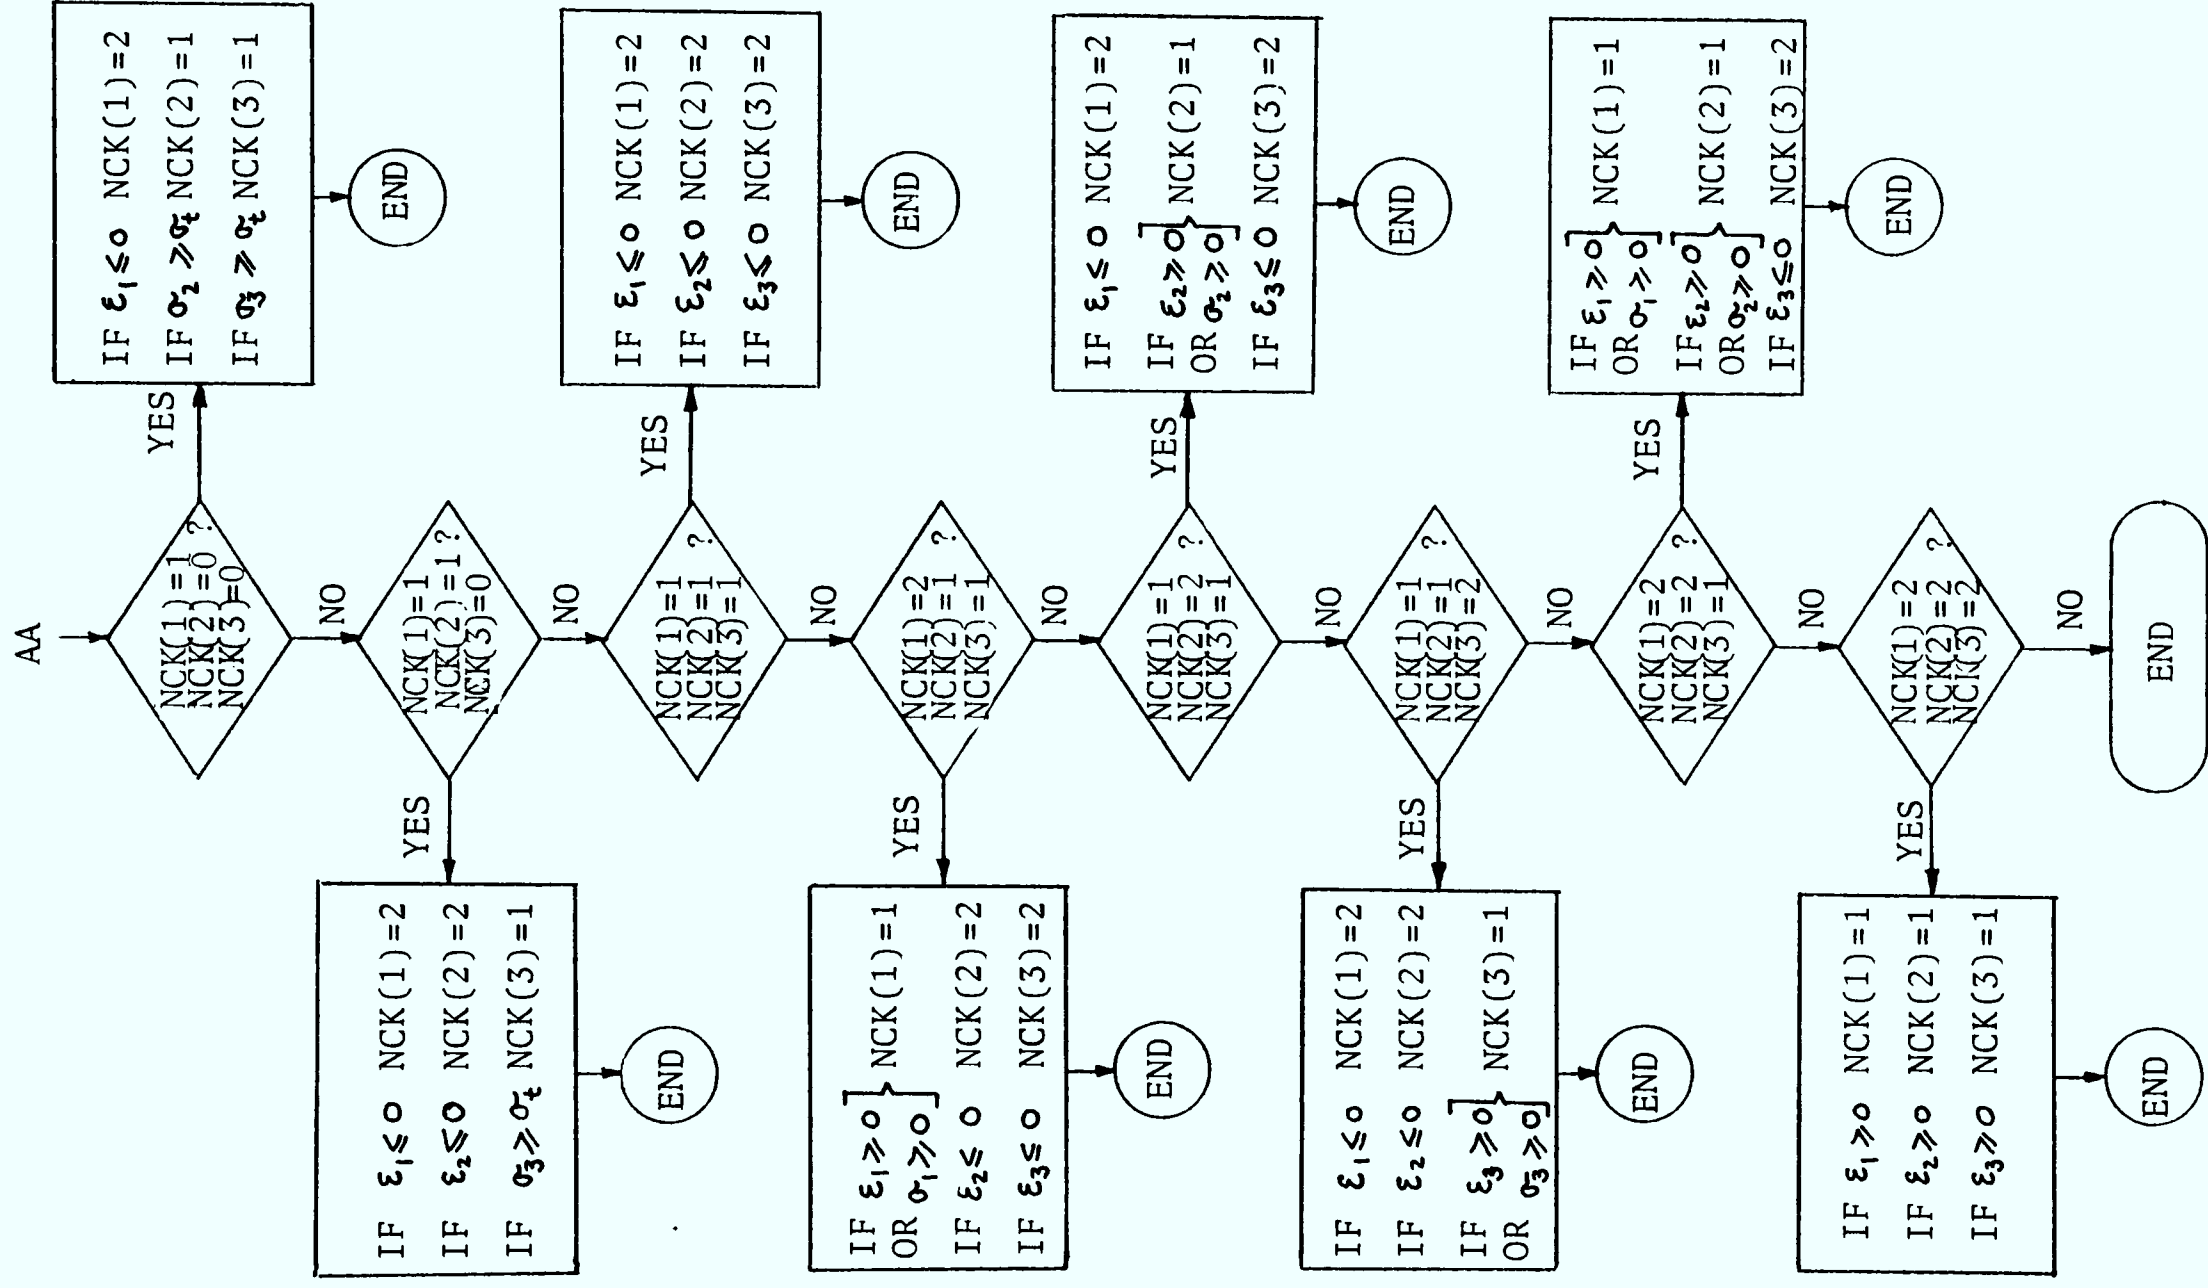 AA
NCK(1)=1
NCK(2)=0 ?
NCK(3)=0
YES
IF ε₁≤0 NCK(1)=2
IF σ₂≥σₜ NCK(2)=1
IF σ₃≥σₜ NCK(3)=1
END
NO
NCK(1)=1
NCK(2)=1 ?
NCK(3)=0
YES
IF ε₁≤0 NCK(1)=2
IF ε₂≤0 NCK(2)=2
IF σ₃≥σₜ NCK(3)=1
END
NO
NCK(1)=1
NCK(2)=1 ?
NCK(3)=1
YES
IF ε₁≤0 NCK(1)=2
IF ε₂≤0 NCK(2)=2
IF ε₃≤0 NCK(3)=2
END
NO
NCK(1)=2
NCK(2)=1 ?
NCK(3)=1
YES
IF ε₁≥0
NCK(1)=1
OR σ₁≥0
IF ε₂≤0 NCK(2)=2
IF ε₃≤0 NCK(3)=2
END
NO
NCK(1)=1
NCK(2)=2 ?
NCK(3)=1
YES
IF ε₁≤0 NCK(1)=2
IF ε₂≥0
NCK(2)=1
OR σ₂≥0
IF ε₃≤0 NCK(3)=2
END
NO
NCK(1)=1
NCK(2)=1 ?
NCK(3)=2
YES
IF ε₁≤0 NCK(1)=2
IF ε₂≤0 NCK(2)=2
IF ε₃≥0
NCK(3)=1
OR σ₃≥0
END
NO
NCK(1)=2
NCK(2)=2 ?
NCK(3)=1
YES
IF ε₁≥0
NCK(1)=1
OR σ₁≥0
IF ε₂≥0
NCK(2)=1
OR σ₂≥0
IF ε₃≤0 NCK(3)=2
END
NO
NCK(1)=2
NCK(2)=2 ?
NCK(3)=2
YES
IF ε₁≥0 NCK(1)=1
IF ε₂≥0 NCK(2)=1
IF ε₃≥0 NCK(3)=1
END
NO
END